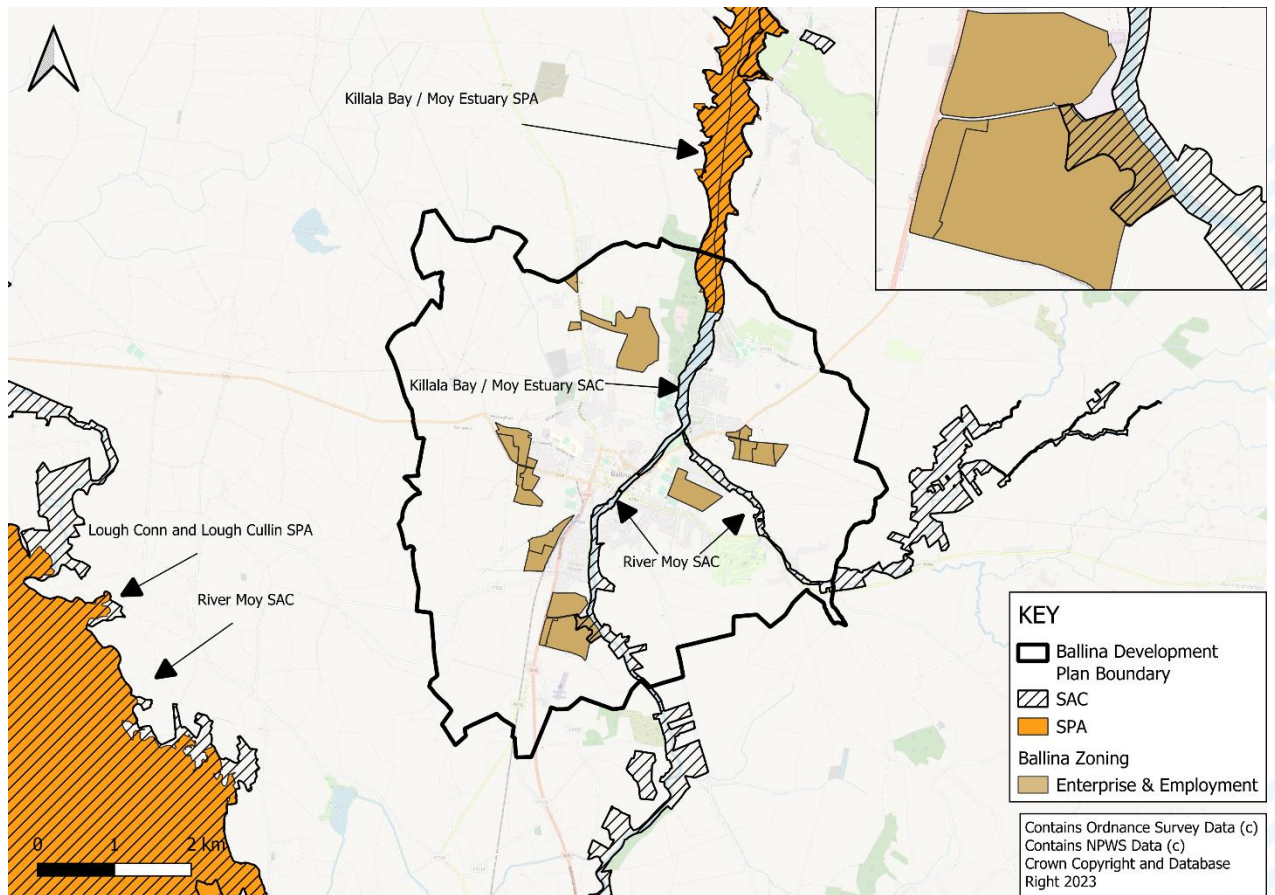 Killala Bay / Moy Estuary SPA
Killala Bay / Moy Estuary SAC
Ballina
River Moy SAC
Lough Conn and Lough Cullin SPA
River Moy SAC
KEY
Ballina Development
Plan Boundary
SAC
SPA
Ballina Zoning
Enterprise & Employment
0 1 2 km
Contains Ordnance Survey Data (c)
Contains NPWS Data (c)
Crown Copyright and Database
Right 2023